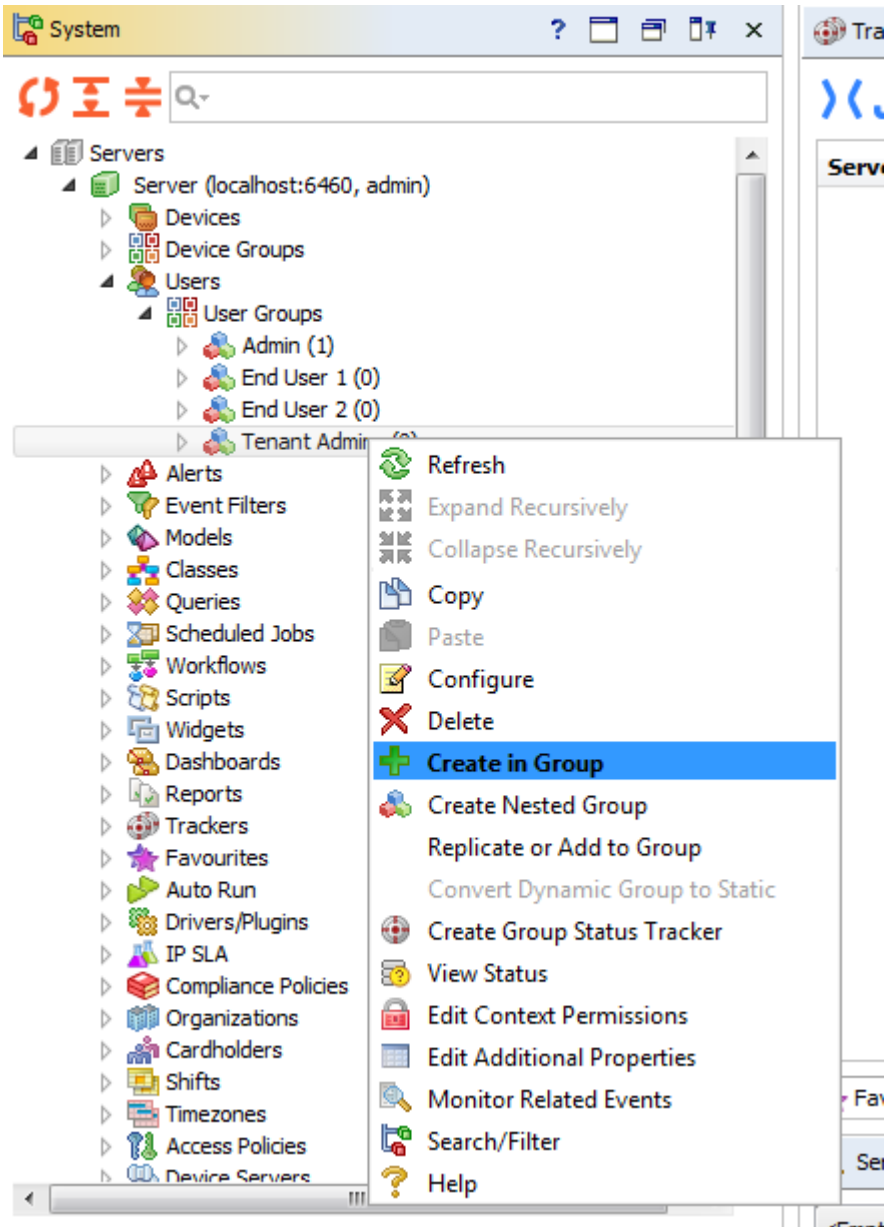 System
?
Servers
Server (localhost:6460, admin)
Devices
Device Groups
Users
User Groups
Admin (1)
End User 1 (0)
End User 2 (0)
Tenant
Alerts
Event Filters
Models
Classes
Queries
Scheduled Jobs
Workflows
Scripts
Widgets
Dashboards
Reports
Trackers
Favourites
Auto Run
Drivers/Plugins
IP SLA
Compliance Policies
Organizations
Cardholders
Shifts
Timezones
Access Policies
Device Servers
Refresh
Expand Recursively
Collapse Recursively
Copy
Paste
Configure
Delete
Create in Group
Create Nested Group
Replicate or Add to Group
Convert Dynamic Group to Static
Create Group Status Tracker
View Status
Edit Context Permissions
Edit Additional Properties
Monitor Related Events
Search/Filter
Help
Tra
Serve
Fav
Ser